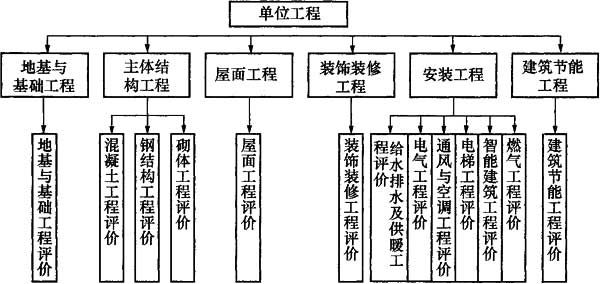 单位工程
地基与
基础工程
主体结
构工程
屋面工程
装饰装修
工程
安装工程
建筑节能
工程
地基与基础工程评价
混凝土工程评价
钢结构工程评价
砌体工程评价
屋面工程评价
装饰装修工程评价
给水排水及供暖工
程评价
电气工程评价
通风与空调工程评价
电梯工程评价
智能建筑工程评价
燃气工程评价
建筑节能工程评价